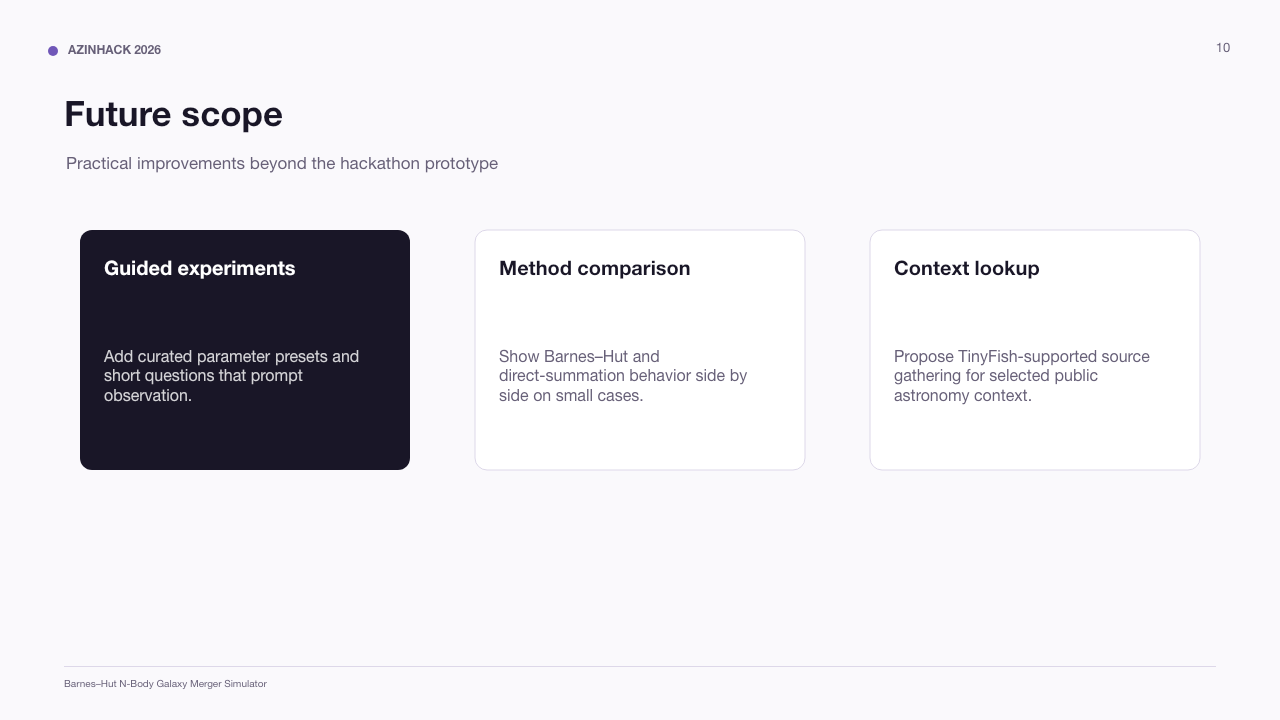 AZINHACK 2026
10
Future scope
Practical improvements beyond the hackathon prototype
Guided experiments
Add curated parameter presets and
short questions that prompt
observation.
Method comparison
Show Barnes–Hut and
direct-summation behavior side by
side on small cases.
Context lookup
Propose TinyFish-supported source
gathering for selected public
astronomy context.
Barnes–Hut N-Body Galaxy Merger Simulator